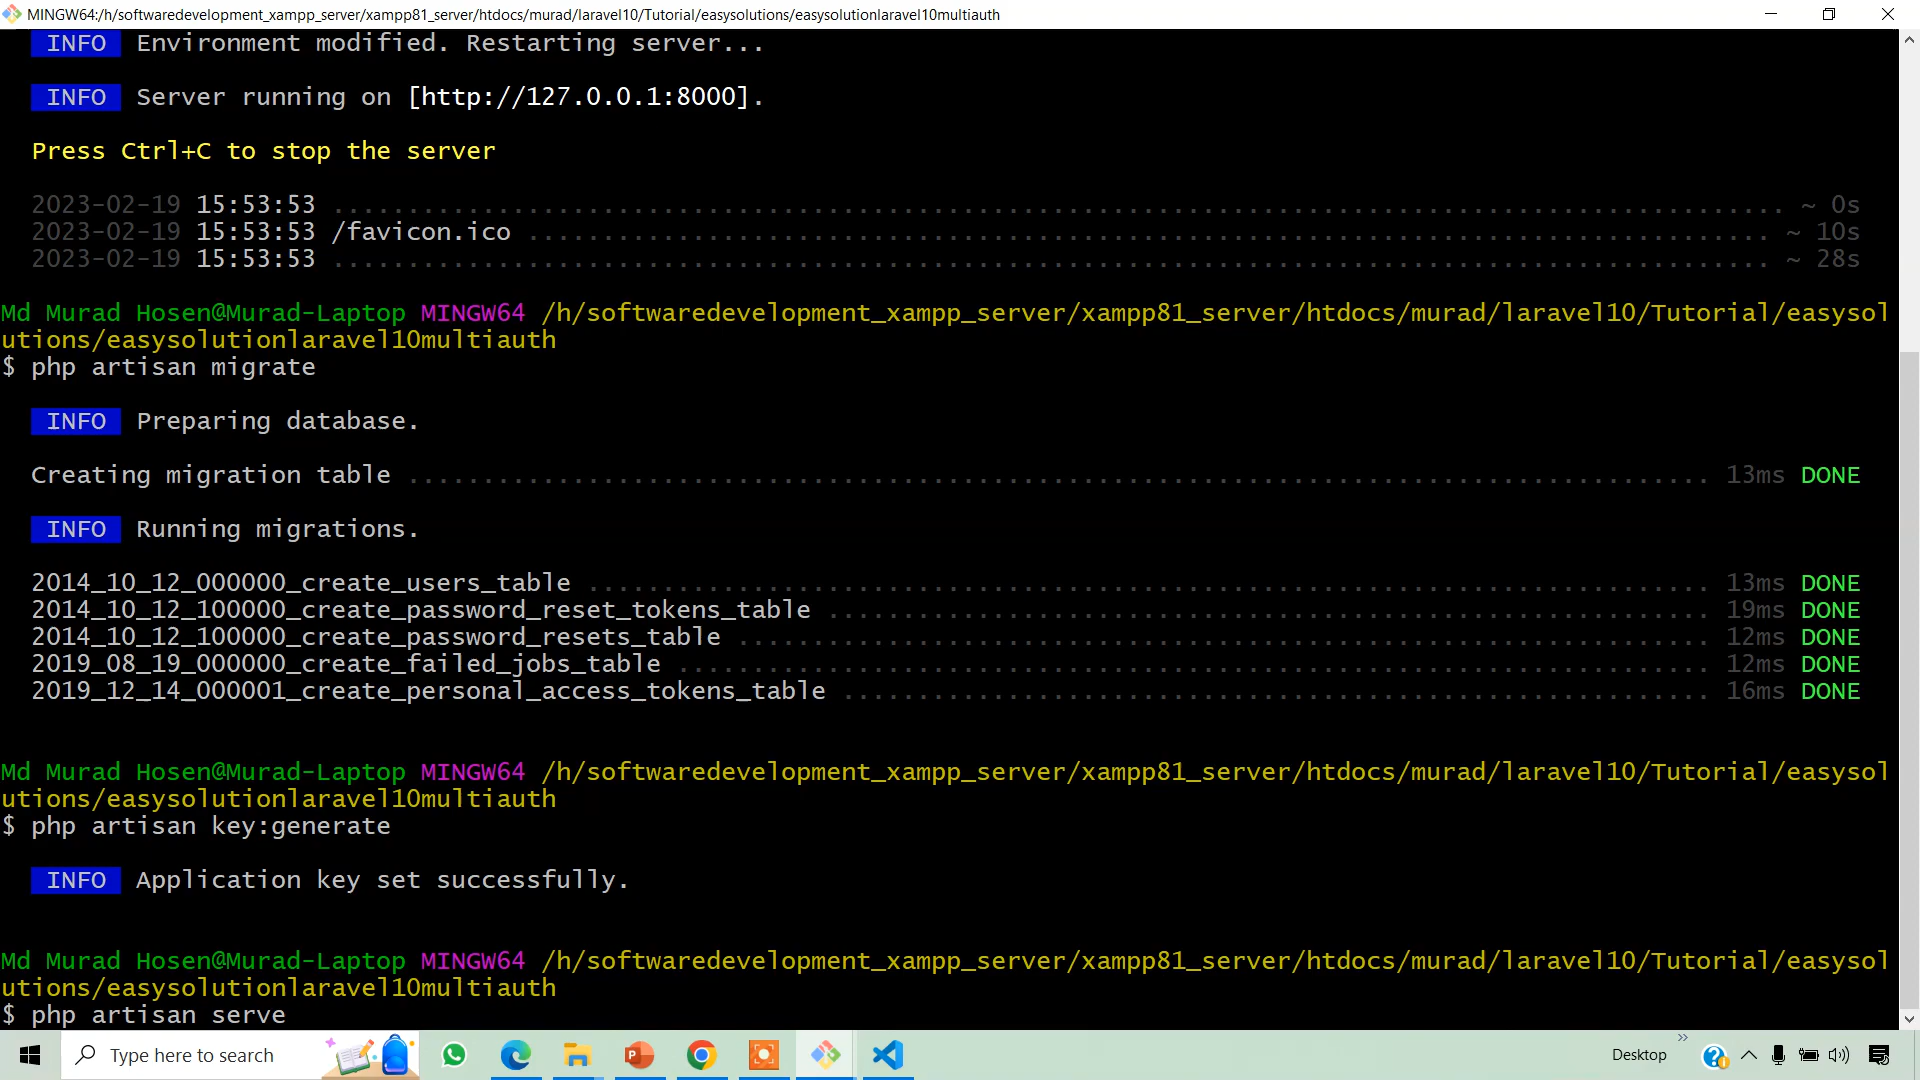 MINGW64:/h/softwaredevelopment_xampp_server/xampp81_server/htdocs/murad/laravel10/Tutorial/easysolutions/easysolutionlaravel10multiauth
INFO Environment modified. Restarting server...
INFO Server running on [http://127.0.0.1:8000].
Press Ctrl+C to stop the server
2023-02-19 15:53:53 ................................................................................................. ~ 0s
2023-02-19 15:53:53 /favicon.ico ................................................................................... ~ 10s
2023-02-19 15:53:53 ................................................................................................ ~ 28s
Md Murad Hosen@Murad-Laptop MINGW64 /h/softwaredevelopment_xampp_server/xampp81_server/htdocs/murad/laravel10/Tutorial/easysol
utions/easysolutionlaravel10multiauth
$ php artisan migrate
INFO Preparing database.
Creating migration table ....................................................................................... 13ms DONE
INFO Running migrations.
2014_10_12_000000_create_users_table ........................................................................... 13ms DONE
2014_10_12_100000_create_password_reset_tokens_table ........................................................... 19ms DONE
2014_10_12_100000_create_password_resets_table ................................................................. 12ms DONE
2019_08_19_000000_create_failed_jobs_table ..................................................................... 12ms DONE
2019_12_14_000001_create_personal_access_tokens_table .......................................................... 16ms DONE
Md Murad Hosen@Murad-Laptop MINGW64 /h/softwaredevelopment_xampp_server/xampp81_server/htdocs/murad/laravel10/Tutorial/easysol
utions/easysolutionlaravel10multiauth
$ php artisan key:generate
INFO Application key set successfully.
Md Murad Hosen@Murad-Laptop MINGW64 /h/softwaredevelopment_xampp_server/xampp81_server/htdocs/murad/laravel10/Tutorial/easysol
utions/easysolutionlaravel10multiauth
$ php artisan serve
Type here to search Desktop